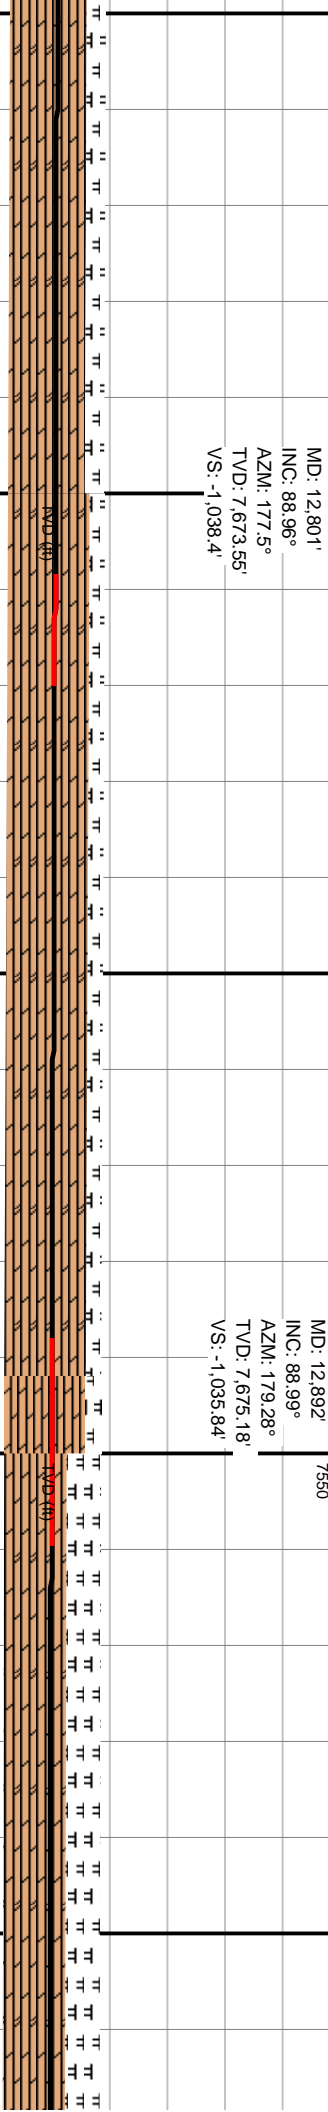 MD: 12,801'
INC: 88.96°
AZM: 177.5°
TVD: 7,673.55'
VS: -1,038.4'
TVD (ft)
MD: 12,892'
INC: 88.99°
AZM: 179.28°
TVD: 7,675.18'
VS: -1,035.84'
7550
TVD (ft)